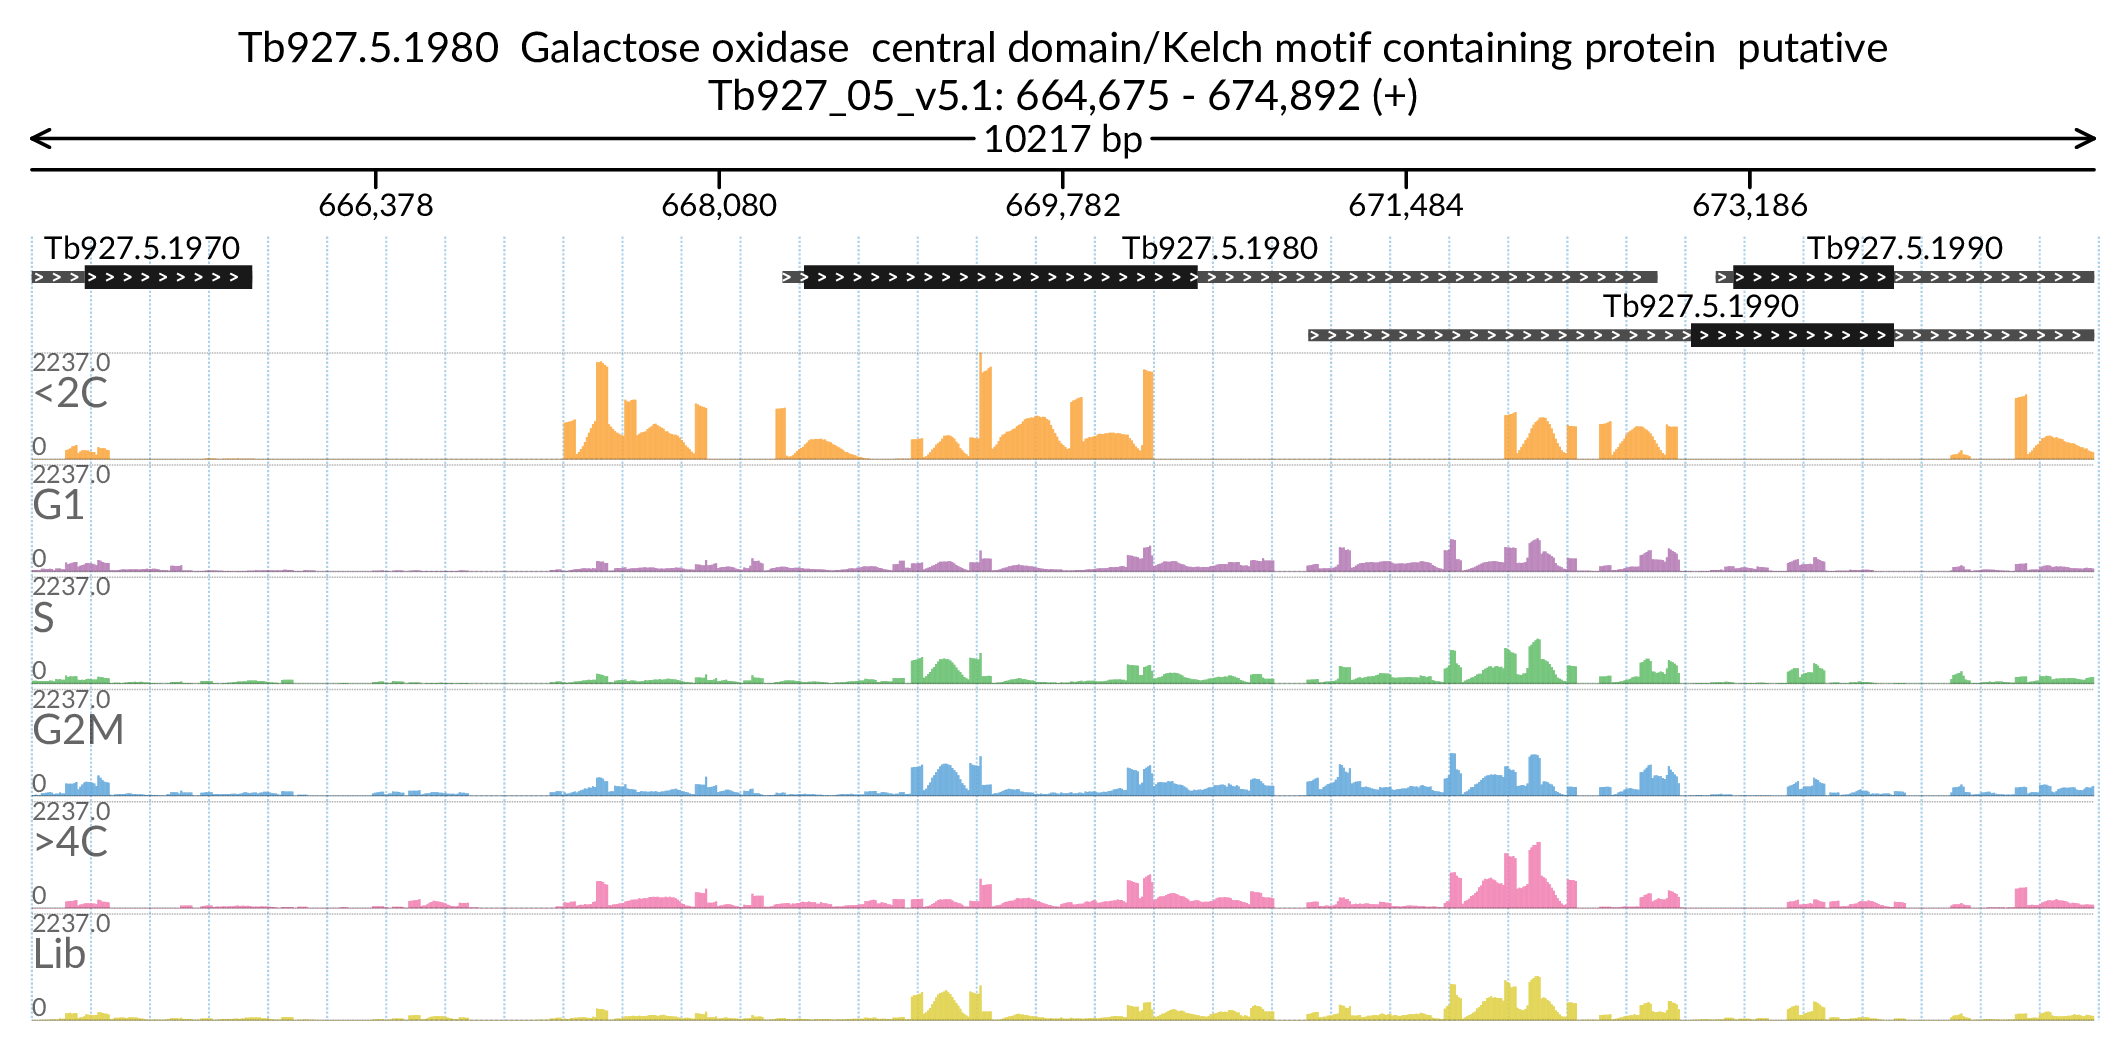 Tb927.5.1980  Galactose oxidase  central domain/Kelch motif containing protein  putative
Tb927_05_v5.1: 664,675 - 674,892 (+)
10217 bp
666,378 668,080 669,782 671,484 673,186
Tb927.5.1970 Tb927.5.1980 Tb927.5.1990
Tb927.5.1990
2237.0
<2C
0
2237.0
G1
0
2237.0
S
0
2237.0
G2M
0
2237.0
>4C
0
2237.0
Lib
0